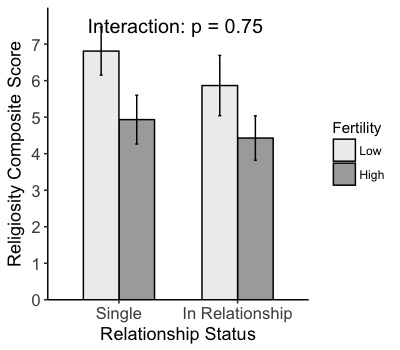 Interaction: p = 0.75
Religiosity Composite Score
7
6
5
4
3
2
1
0
Single
In Relationship
Relationship Status
Fertility
Low
High